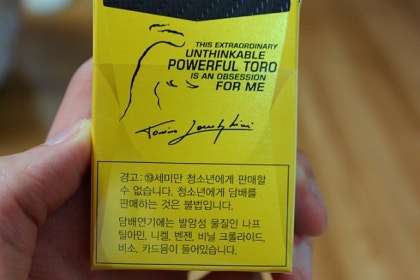 THIS EXTRAORDINARY
UNTHINKABLE
POWERFUL TORO
IS AN OBSESSION
FOR ME
Tonino Lamborghini
경고: ⑲세미만 청소년에게 판매할
수 없습니다. 청소년에게 담배를
판매하는 것은 불법입니다.
담배연기에는 발암성 물질인 나프
틸아민, 니켈, 벤젠, 비닐 크롤라이드,
비소, 카드뮴이 들어있습니다.